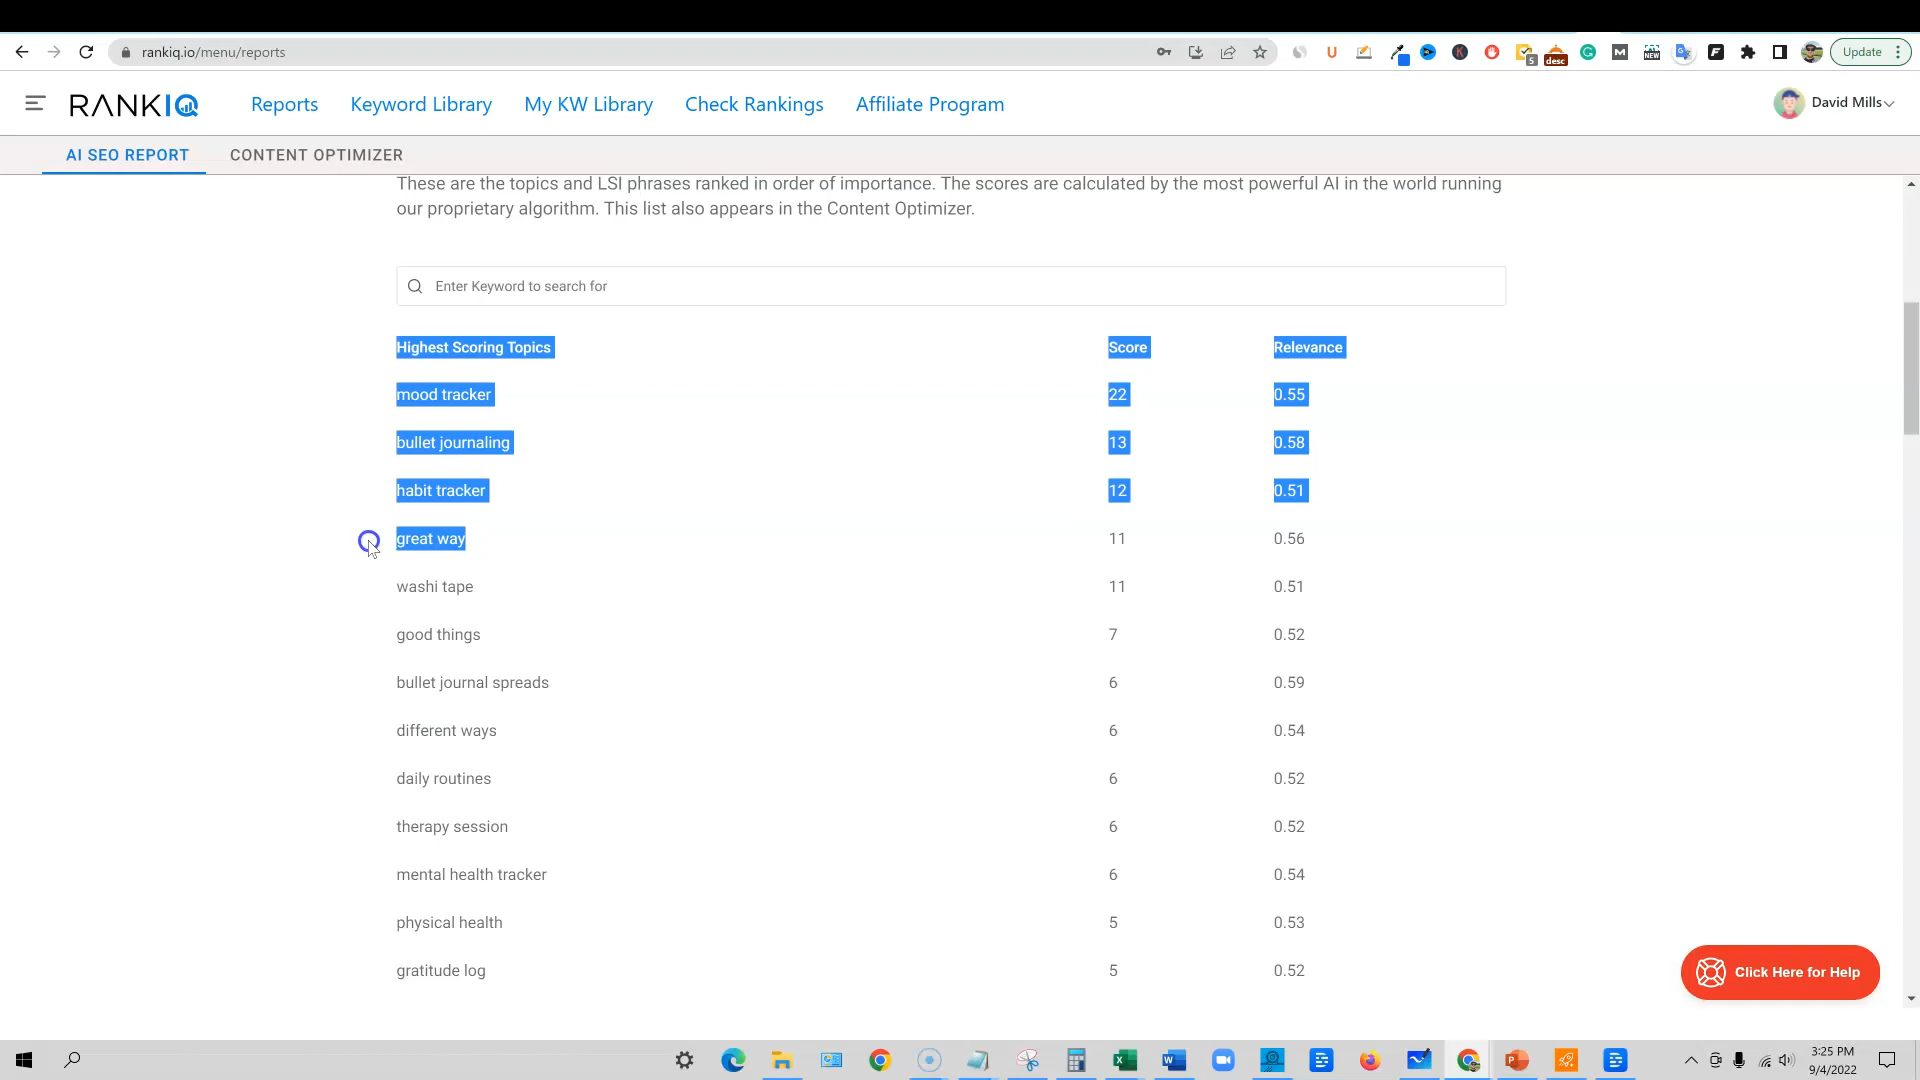 rankiq.io/menu/reports
Update
5
desc
NEW
RANKIQ
Reports
Keyword Library
My KW Library
Check Rankings
Affiliate Program
David Mills
AI SEO REPORT
CONTENT OPTIMIZER
These are the topics and LSI phrases ranked in order of importance. The scores are calculated by the most powerful AI in the world running
our proprietary algorithm. This list also appears in the Content Optimizer.
Enter Keyword to search for
Highest Scoring Topics Score Relevance
mood tracker 22 0.55
bullet journaling 13 0.58
habit tracker 12 0.51
great way 11 0.56
washi tape 11 0.51
good things 7 0.52
bullet journal spreads 6 0.59
different ways 6 0.54
daily routines 6 0.52
therapy session 6 0.52
mental health tracker 6 0.54
physical health 5 0.53
gratitude log 5 0.52
Click Here for Help
3:25 PM
9/4/2022